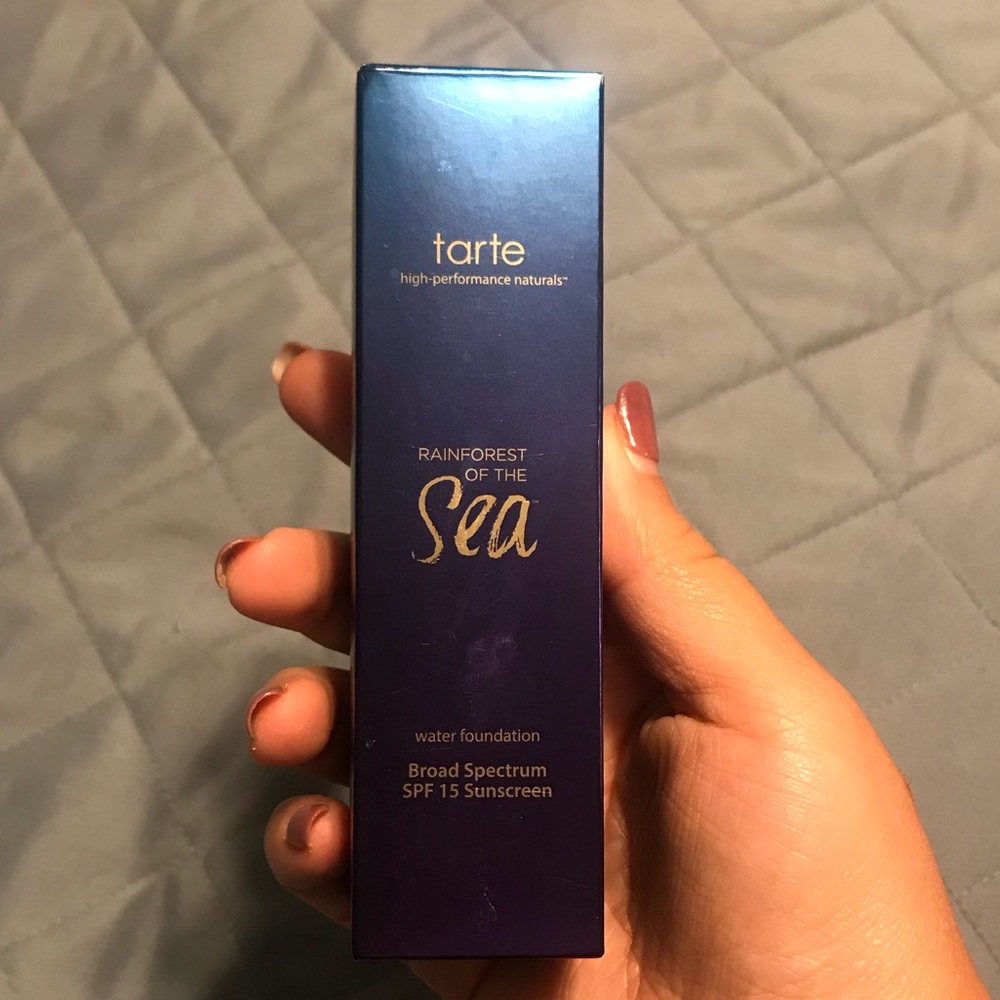 tarte
high-performance naturals™
RAINFOREST
OF THE
Sea™
water foundation
Broad Spectrum
SPF 15 Sunscreen